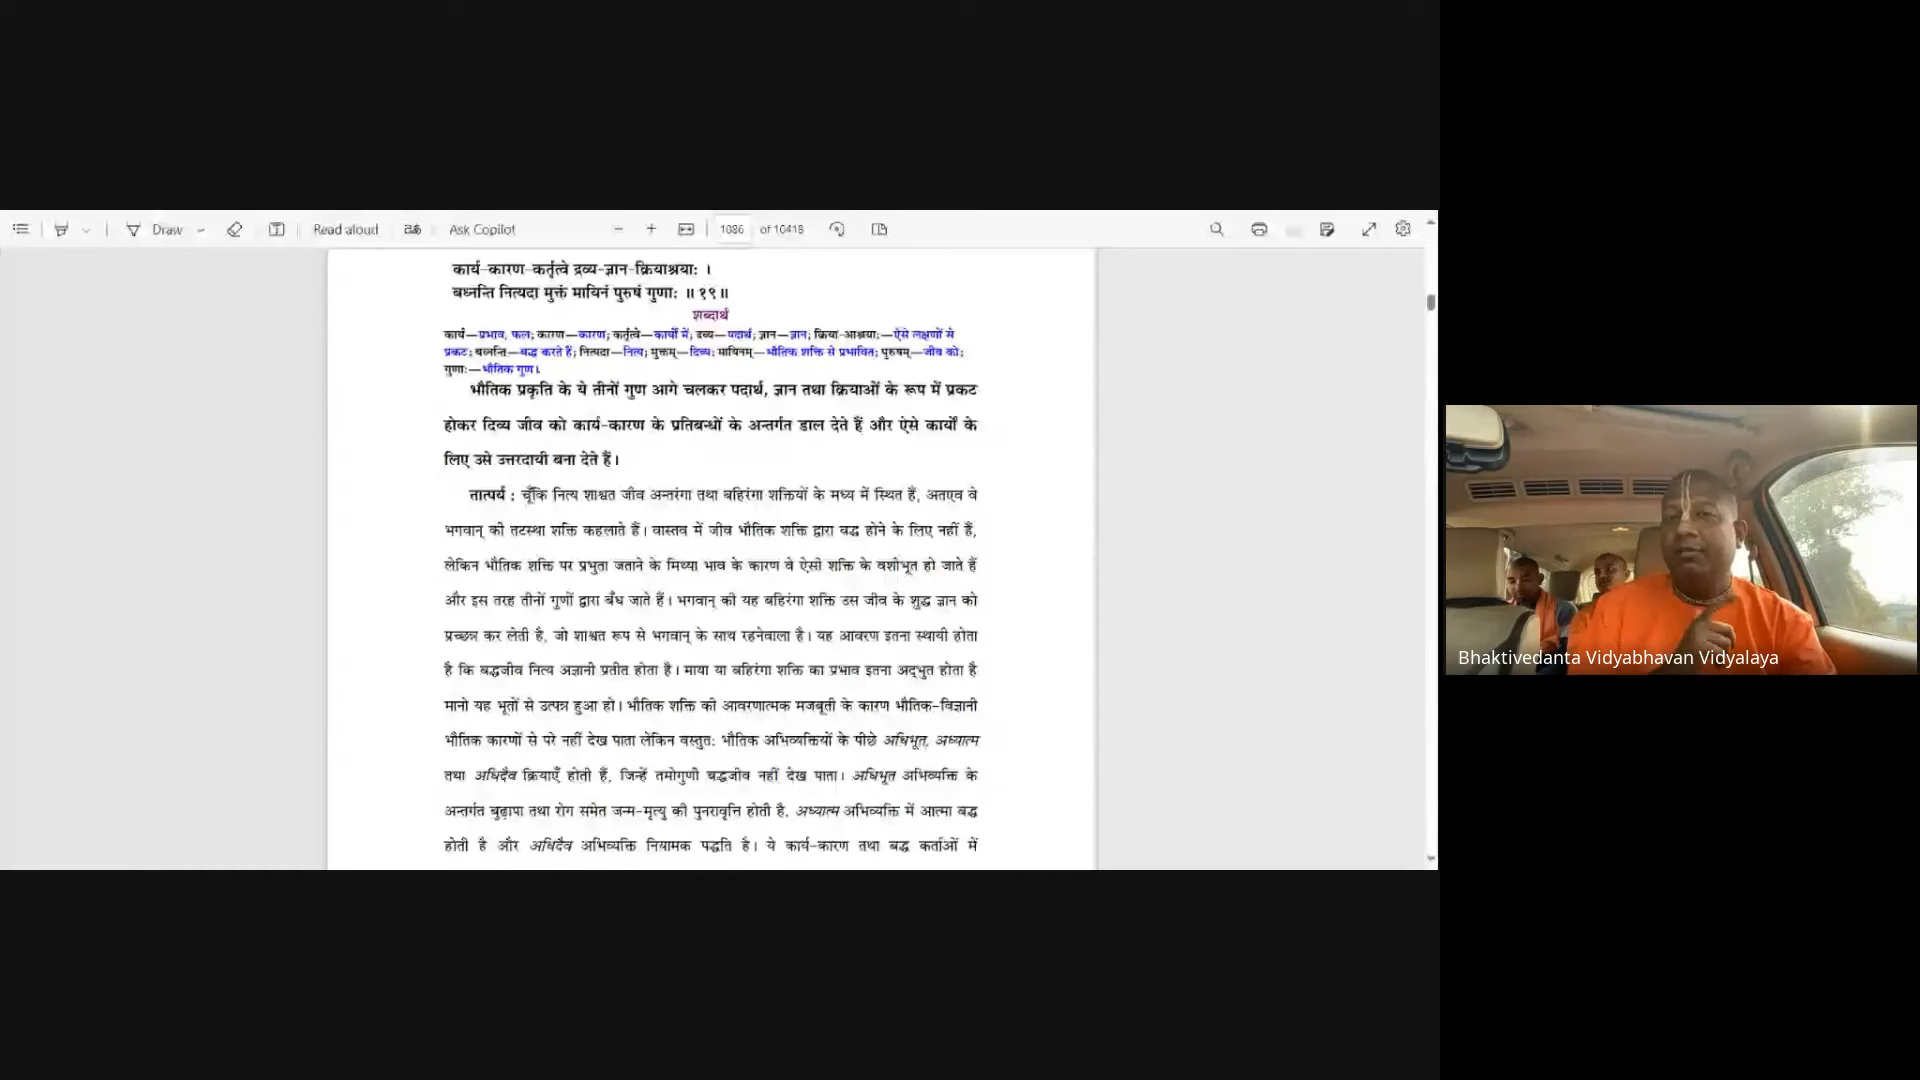 Draw
Read aloud
Ask Copilot
1086 of 10418
कार्य-कारण-कर्तृत्वे द्रव्य-ज्ञान-क्रियाश्रयाः ।
बध्नन्ति नित्यदा मुक्तं मायिनं पुरुषं गुणाः ॥ १९॥
शब्दार्थ
कार्य—प्रभाव, फल; कारण—कारण; कर्तृत्वे—कार्यों में; द्रव्य—पदार्थ; ज्ञान—ज्ञान; क्रिया-आश्रयाः—ऐसे लक्षणों से
प्रकट; बध्नन्ति—बद्ध करते हैं; नित्यदा—नित्य; मुक्तम्—दिव्य; मायिनम्—भौतिक शक्ति से प्रभावित; पुरुषम्—जीव को;
गुणाः—भौतिक गुण।
भौतिक प्रकृति के ये तीनों गुण आगे चलकर पदार्थ, ज्ञान तथा क्रियाओं के रूप में प्रकट
होकर दिव्य जीव को कार्य-कारण के प्रतिबन्धों के अन्तर्गत डाल देते हैं और ऐसे कार्यों के
लिए उसे उत्तरदायी बना देते हैं।
तात्पर्य : चूँकि नित्य शाश्वत जीव अन्तरंगा तथा बहिरंगा शक्तियों के मध्य में स्थित हैं, अतएव वे
भगवान् की तटस्था शक्ति कहलाते हैं। वास्तव में जीव भौतिक शक्ति द्वारा बद्ध होने के लिए नहीं हैं,
लेकिन भौतिक शक्ति पर प्रभुता जताने के मिथ्या भाव के कारण वे ऐसी शक्ति के वशीभूत हो जाते हैं
और इस तरह तीनों गुणों द्वारा बँध जाते हैं। भगवान् की यह बहिरंगा शक्ति उस जीव के शुद्ध ज्ञान को
प्रच्छन्न कर लेती है, जो शाश्वत रूप से भगवान् के साथ रहनेवाला है। यह आवरण इतना स्थायी होता
है कि बद्धजीव नित्य अज्ञानी प्रतीत होता है। माया या बहिरंगा शक्ति का प्रभाव इतना अद्भुत होता है
मानो यह भूतों से उत्पन्न हुआ हो। भौतिक शक्ति की आवरणात्मक मजबूती के कारण भौतिक-विज्ञानी
भौतिक कारणों से परे नहीं देख पाता लेकिन वस्तुतः भौतिक अभिव्यक्तियों के पीछे अधिभूत, अध्यात्म
तथा अधिदैव क्रियाएँ होती हैं, जिन्हें तमोगुणी बद्धजीव नहीं देख पाता। अधिभूत अभिव्यक्ति के
अन्तर्गत बुढ़ापा तथा रोग समेत जन्म-मृत्यु की पुनरावृत्ति होती है, अध्यात्म अभिव्यक्ति में आत्मा बद्ध
होती है और अधिदैव अभिव्यक्ति नियामक पद्धति है। ये कार्य-कारण तथा बद्ध कर्ताओं में
Bhaktivedanta Vidyabhavan Vidyalaya